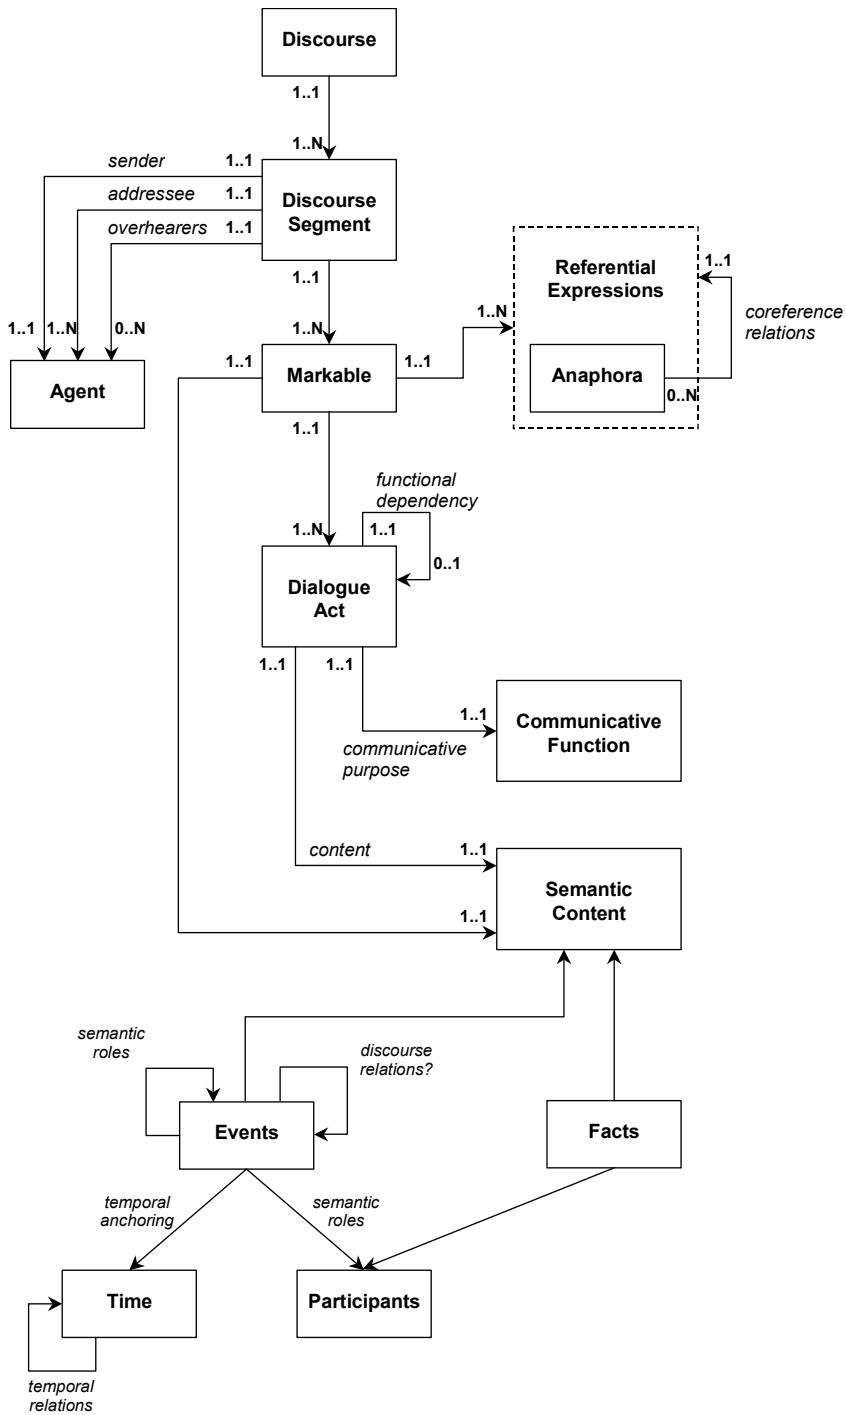 Discourse
1..1
1..N
sender
1..1
addressee
1..1
overhearers
1..1
Discourse
Segment
1..1
1..N
1..1
1..N
0..N
Agent
1..1
Markable
1..1
1..N
Referential
Expressions
1..1
coreference
relations
Anaphora
0..N
1..1
functional
dependency
1..N
1..1
0..1
Dialogue
Act
1..1
1..1
1..1
Communicative
Function
communicative
purpose
content
1..1
Semantic
Content
1..1
semantic
roles
discourse
relations?
Events
Facts
temporal
anchoring
semantic
roles
Time
Participants
temporal
relations